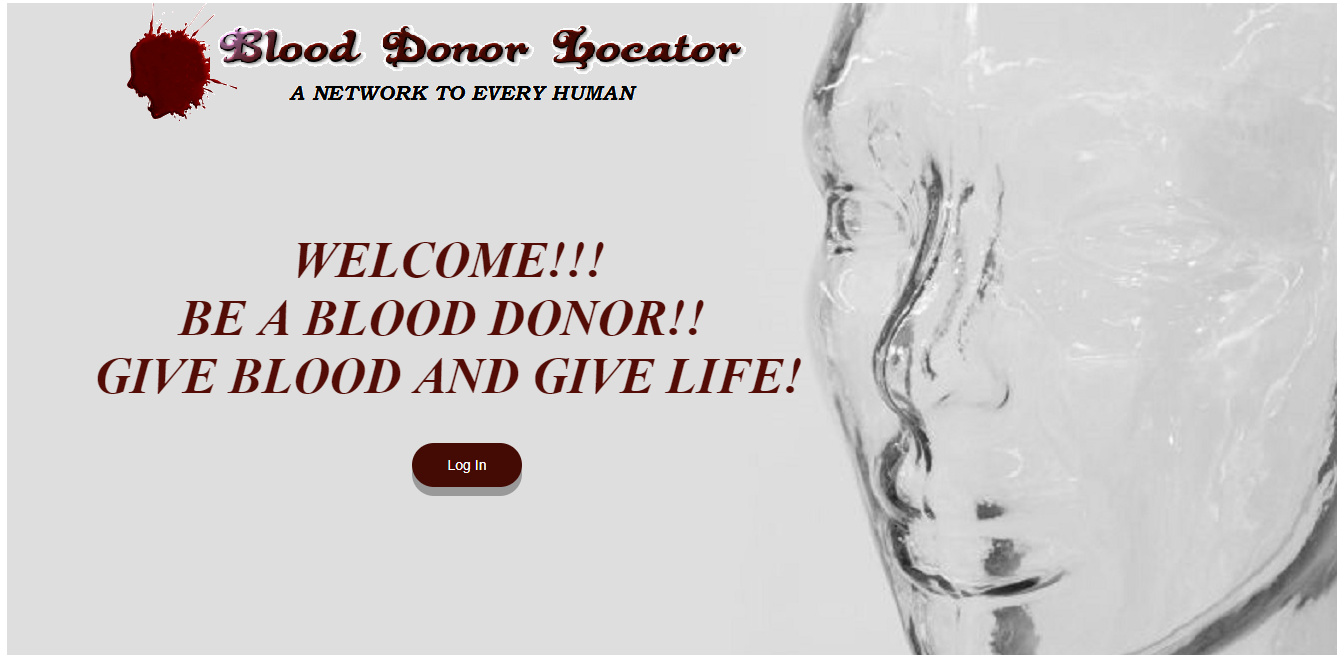 Blood Donor Locator
A NETWORK TO EVERY HUMAN
WELCOME!!!
BE A BLOOD DONOR!!
GIVE BLOOD AND GIVE LIFE!
Log In